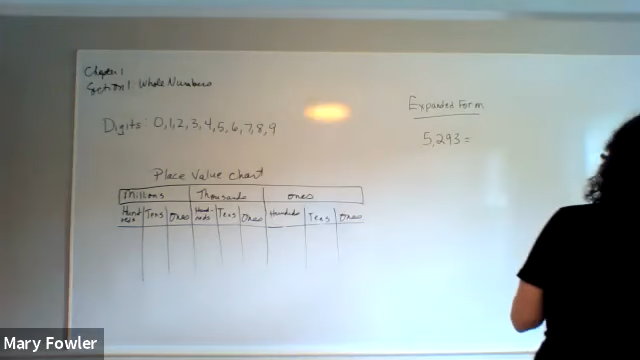 Chapter 1
Section 1: Whole Numbers
Digits: 0,1,2,3,4,5,6,7,8,9
Place Value Chart
Millions Thousands ones
Hundreds Tens Ones Hundreds Tens Ones Hundreds Tens Ones
Expanded Form
5,293=
Mary Fowler